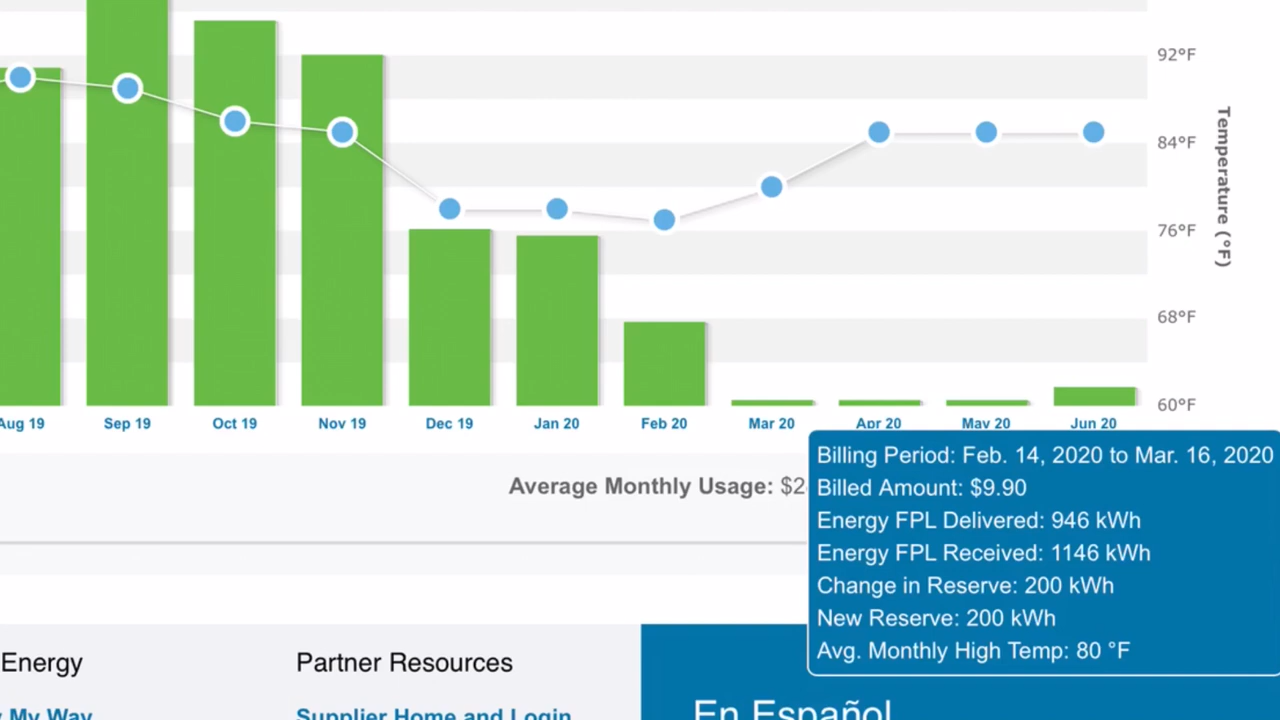 92°F
84°F
76°F
68°F
60°F
Temperature (°F)
Aug 19 Sep 19 Oct 19 Nov 19 Dec 19 Jan 20 Feb 20 Mar 20 Apr 20 May 20 Jun 20
Average Monthly Usage: $2
Billing Period: Feb. 14, 2020 to Mar. 16, 2020
Billed Amount: $9.90
Energy FPL Delivered: 946 kWh
Energy FPL Received: 1146 kWh
Change in Reserve: 200 kWh
New Reserve: 200 kWh
Avg. Monthly High Temp: 80 °F
Energy
My Way
Partner Resources
Supplier Home and Login
En Español